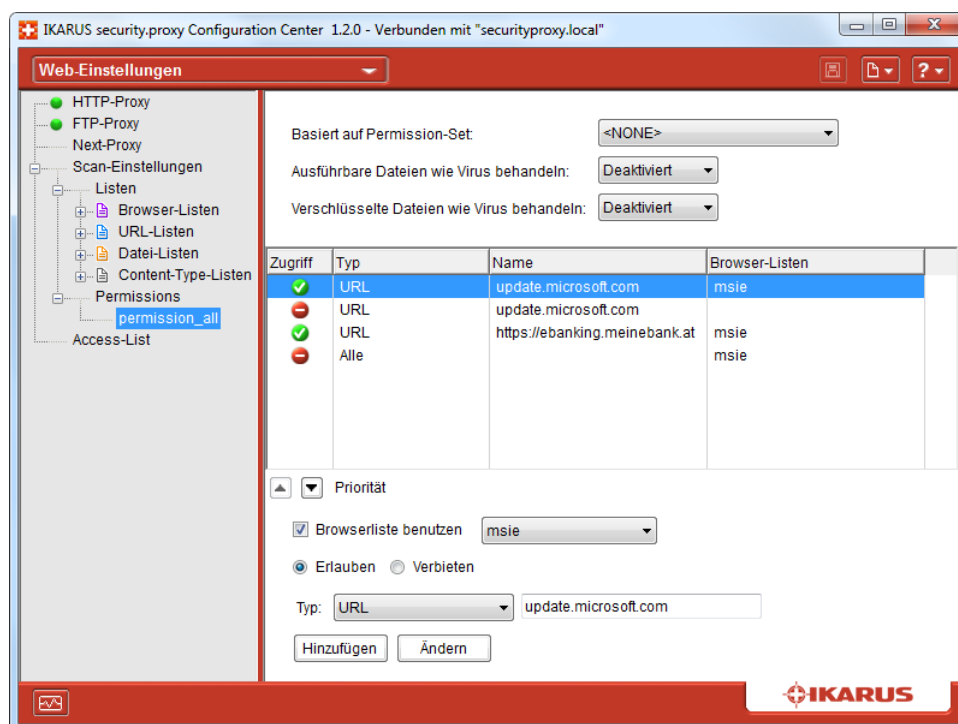 IKARUS security.proxy Configuration Center 1.2.0 - Verbunden mit "securityproxy.local"
Web-Einstellungen
?
HTTP-Proxy
FTP-Proxy
Next-Proxy
Scan-Einstellungen
Listen
Browser-Listen
URL-Listen
Datei-Listen
Content-Type-Listen
Permissions
permission_all
Access-List
Basiert auf Permission-Set: <NONE>
Ausführbare Dateien wie Virus behandeln: Deaktiviert
Verschlüsselte Dateien wie Virus behandeln: Deaktiviert
Zugriff Typ Name Browser-Listen
URL update.microsoft.com msie
URL update.microsoft.com
URL https://ebanking.meinebank.at msie
Alle msie
Priorität
Browserliste benutzen msie
Erlauben Verbieten
Typ: URL update.microsoft.com
Hinzufügen Ändern
IKARUS